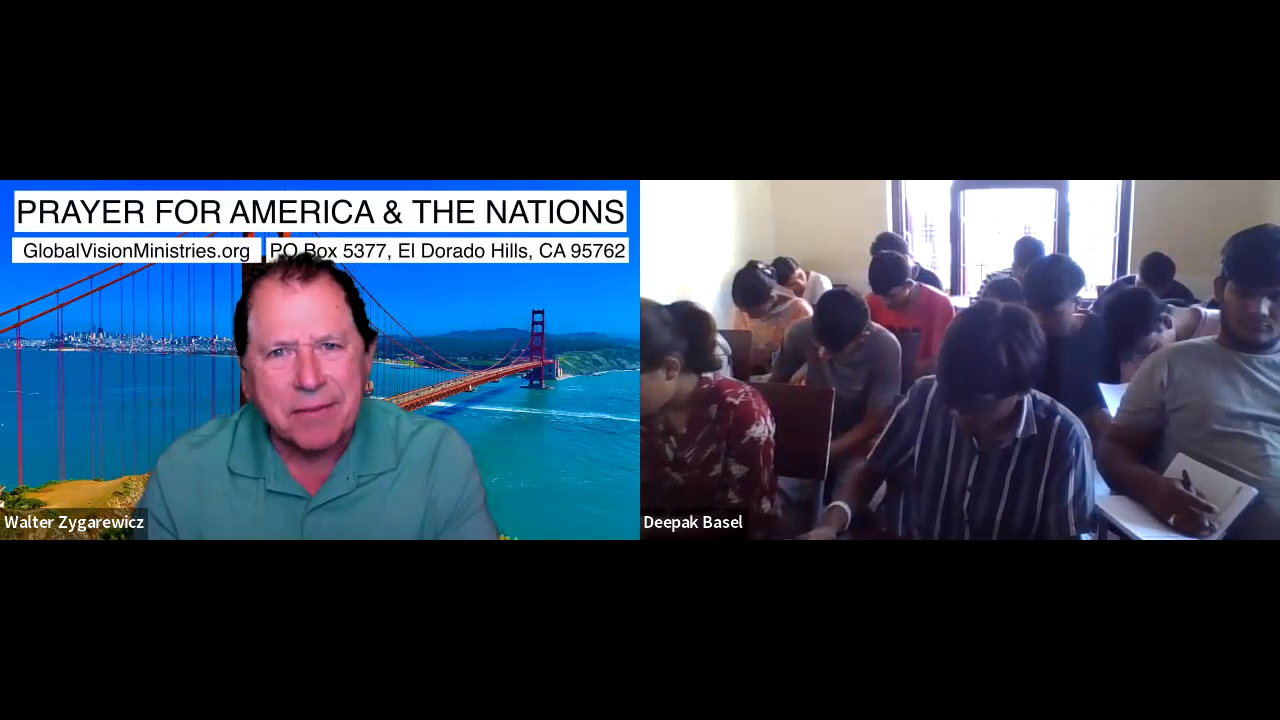 PRAYER FOR AMERICA & THE NATIONS
GlobalVisionMinistries.org PO Box 5377, El Dorado Hills, CA 95762
Walter Zygarewicz
Deepak Basel